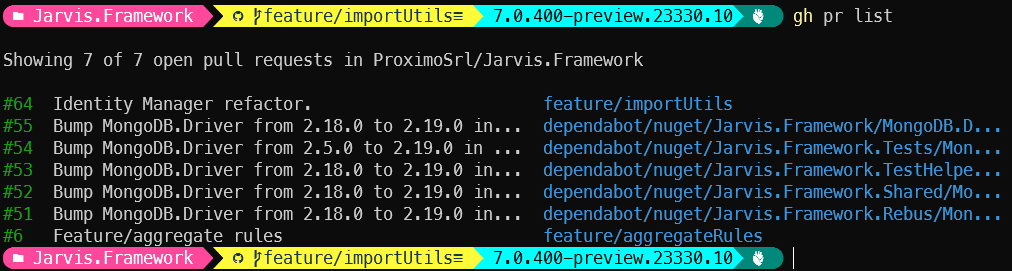 Jarvis.Framework feature/importUtils≡ 7.0.400-preview.23330.10 gh pr list
Showing 7 of 7 open pull requests in ProximoSrl/Jarvis.Framework
#64 Identity Manager refactor. feature/importUtils
#55 Bump MongoDB.Driver from 2.18.0 to 2.19.0 in... dependabot/nuget/Jarvis.Framework/MongoDB.D...
#54 Bump MongoDB.Driver from 2.5.0 to 2.19.0 in ... dependabot/nuget/Jarvis.Framework.Tests/Mon...
#53 Bump MongoDB.Driver from 2.18.0 to 2.19.0 in... dependabot/nuget/Jarvis.Framework.TestHelpe...
#52 Bump MongoDB.Driver from 2.18.0 to 2.19.0 in... dependabot/nuget/Jarvis.Framework.Shared/Mo...
#51 Bump MongoDB.Driver from 2.18.0 to 2.19.0 in... dependabot/nuget/Jarvis.Framework.Rebus/Mon...
#6 Feature/aggregate rules feature/aggregateRules
Jarvis.Framework feature/importUtils≡ 7.0.400-preview.23330.10